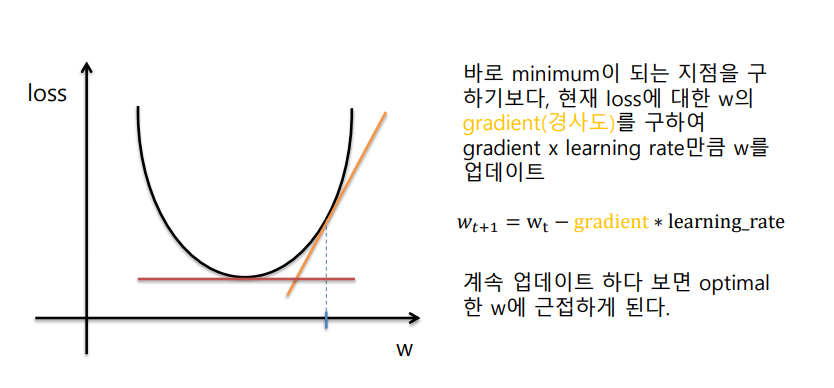 loss
w
바로 minimum이 되는 지점을 구
하기보다, 현재 loss에 대한 w의
gradient(경사도)를 구하여
gradient x learning rate만큼 w를
업데이트
w_{t+1} = w_t − gradient ∗ learning_rate
계속 업데이트 하다 보면 optimal
한 w에 근접하게 된다.